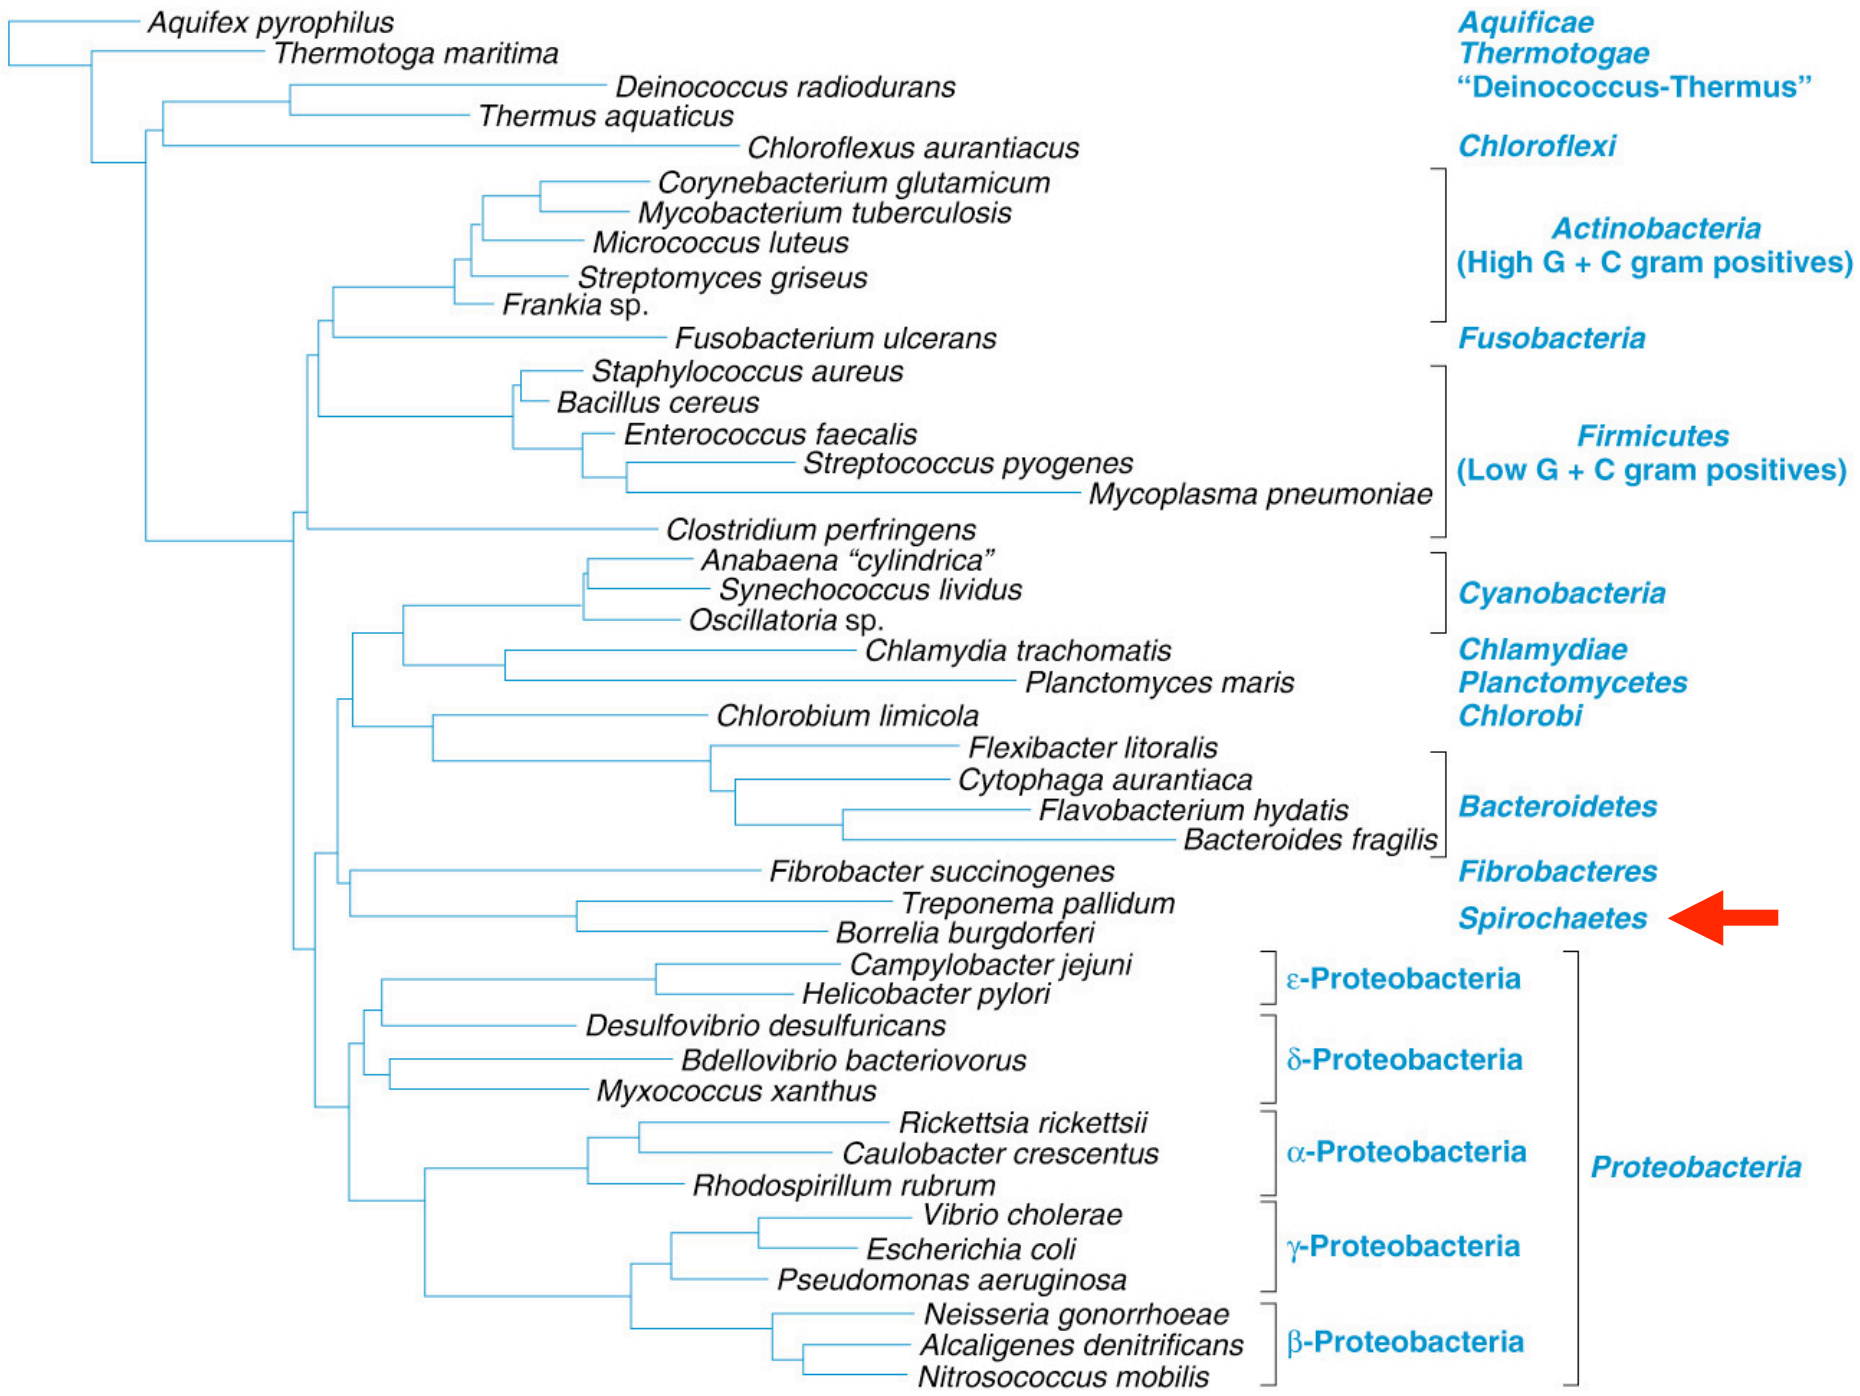 Aquifex pyrophilus
Aquificae
Thermotoga maritima
Thermotogae
Deinococcus radiodurans
“Deinococcus-Thermus”
Thermus aquaticus
Chloroflexus aurantiacus
Chloroflexi
Corynebacterium glutamicum
Mycobacterium tuberculosis
Micrococcus luteus
Streptomyces griseus
Frankia sp.
Actinobacteria
(High G + C gram positives)
Fusobacterium ulcerans
Fusobacteria
Staphylococcus aureus
Bacillus cereus
Enterococcus faecalis
Streptococcus pyogenes
Mycoplasma pneumoniae
Clostridium perfringens
Firmicutes
(Low G + C gram positives)
Anabaena “cylindrica”
Synechococcus lividus
Oscillatoria sp.
Cyanobacteria
Chlamydia trachomatis
Chlamydiae
Planctomyces maris
Planctomycetes
Chlorobium limicola
Chlorobi
Flexibacter litoralis
Cytophaga aurantiaca
Flavobacterium hydatis
Bacteroides fragilis
Bacteroidetes
Fibrobacter succinogenes
Fibrobacteres
Treponema pallidum
Borrelia burgdorferi
Spirochaetes
Campylobacter jejuni
Helicobacter pylori
ε-Proteobacteria
Desulfovibrio desulfuricans
Bdellovibrio bacteriovorus
Myxococcus xanthus
δ-Proteobacteria
Rickettsia rickettsii
Caulobacter crescentus
Rhodospirillum rubrum
α-Proteobacteria
Proteobacteria
Vibrio cholerae
Escherichia coli
Pseudomonas aeruginosa
γ-Proteobacteria
Neisseria gonorrhoeae
Alcaligenes denitrificans
Nitrosococcus mobilis
β-Proteobacteria